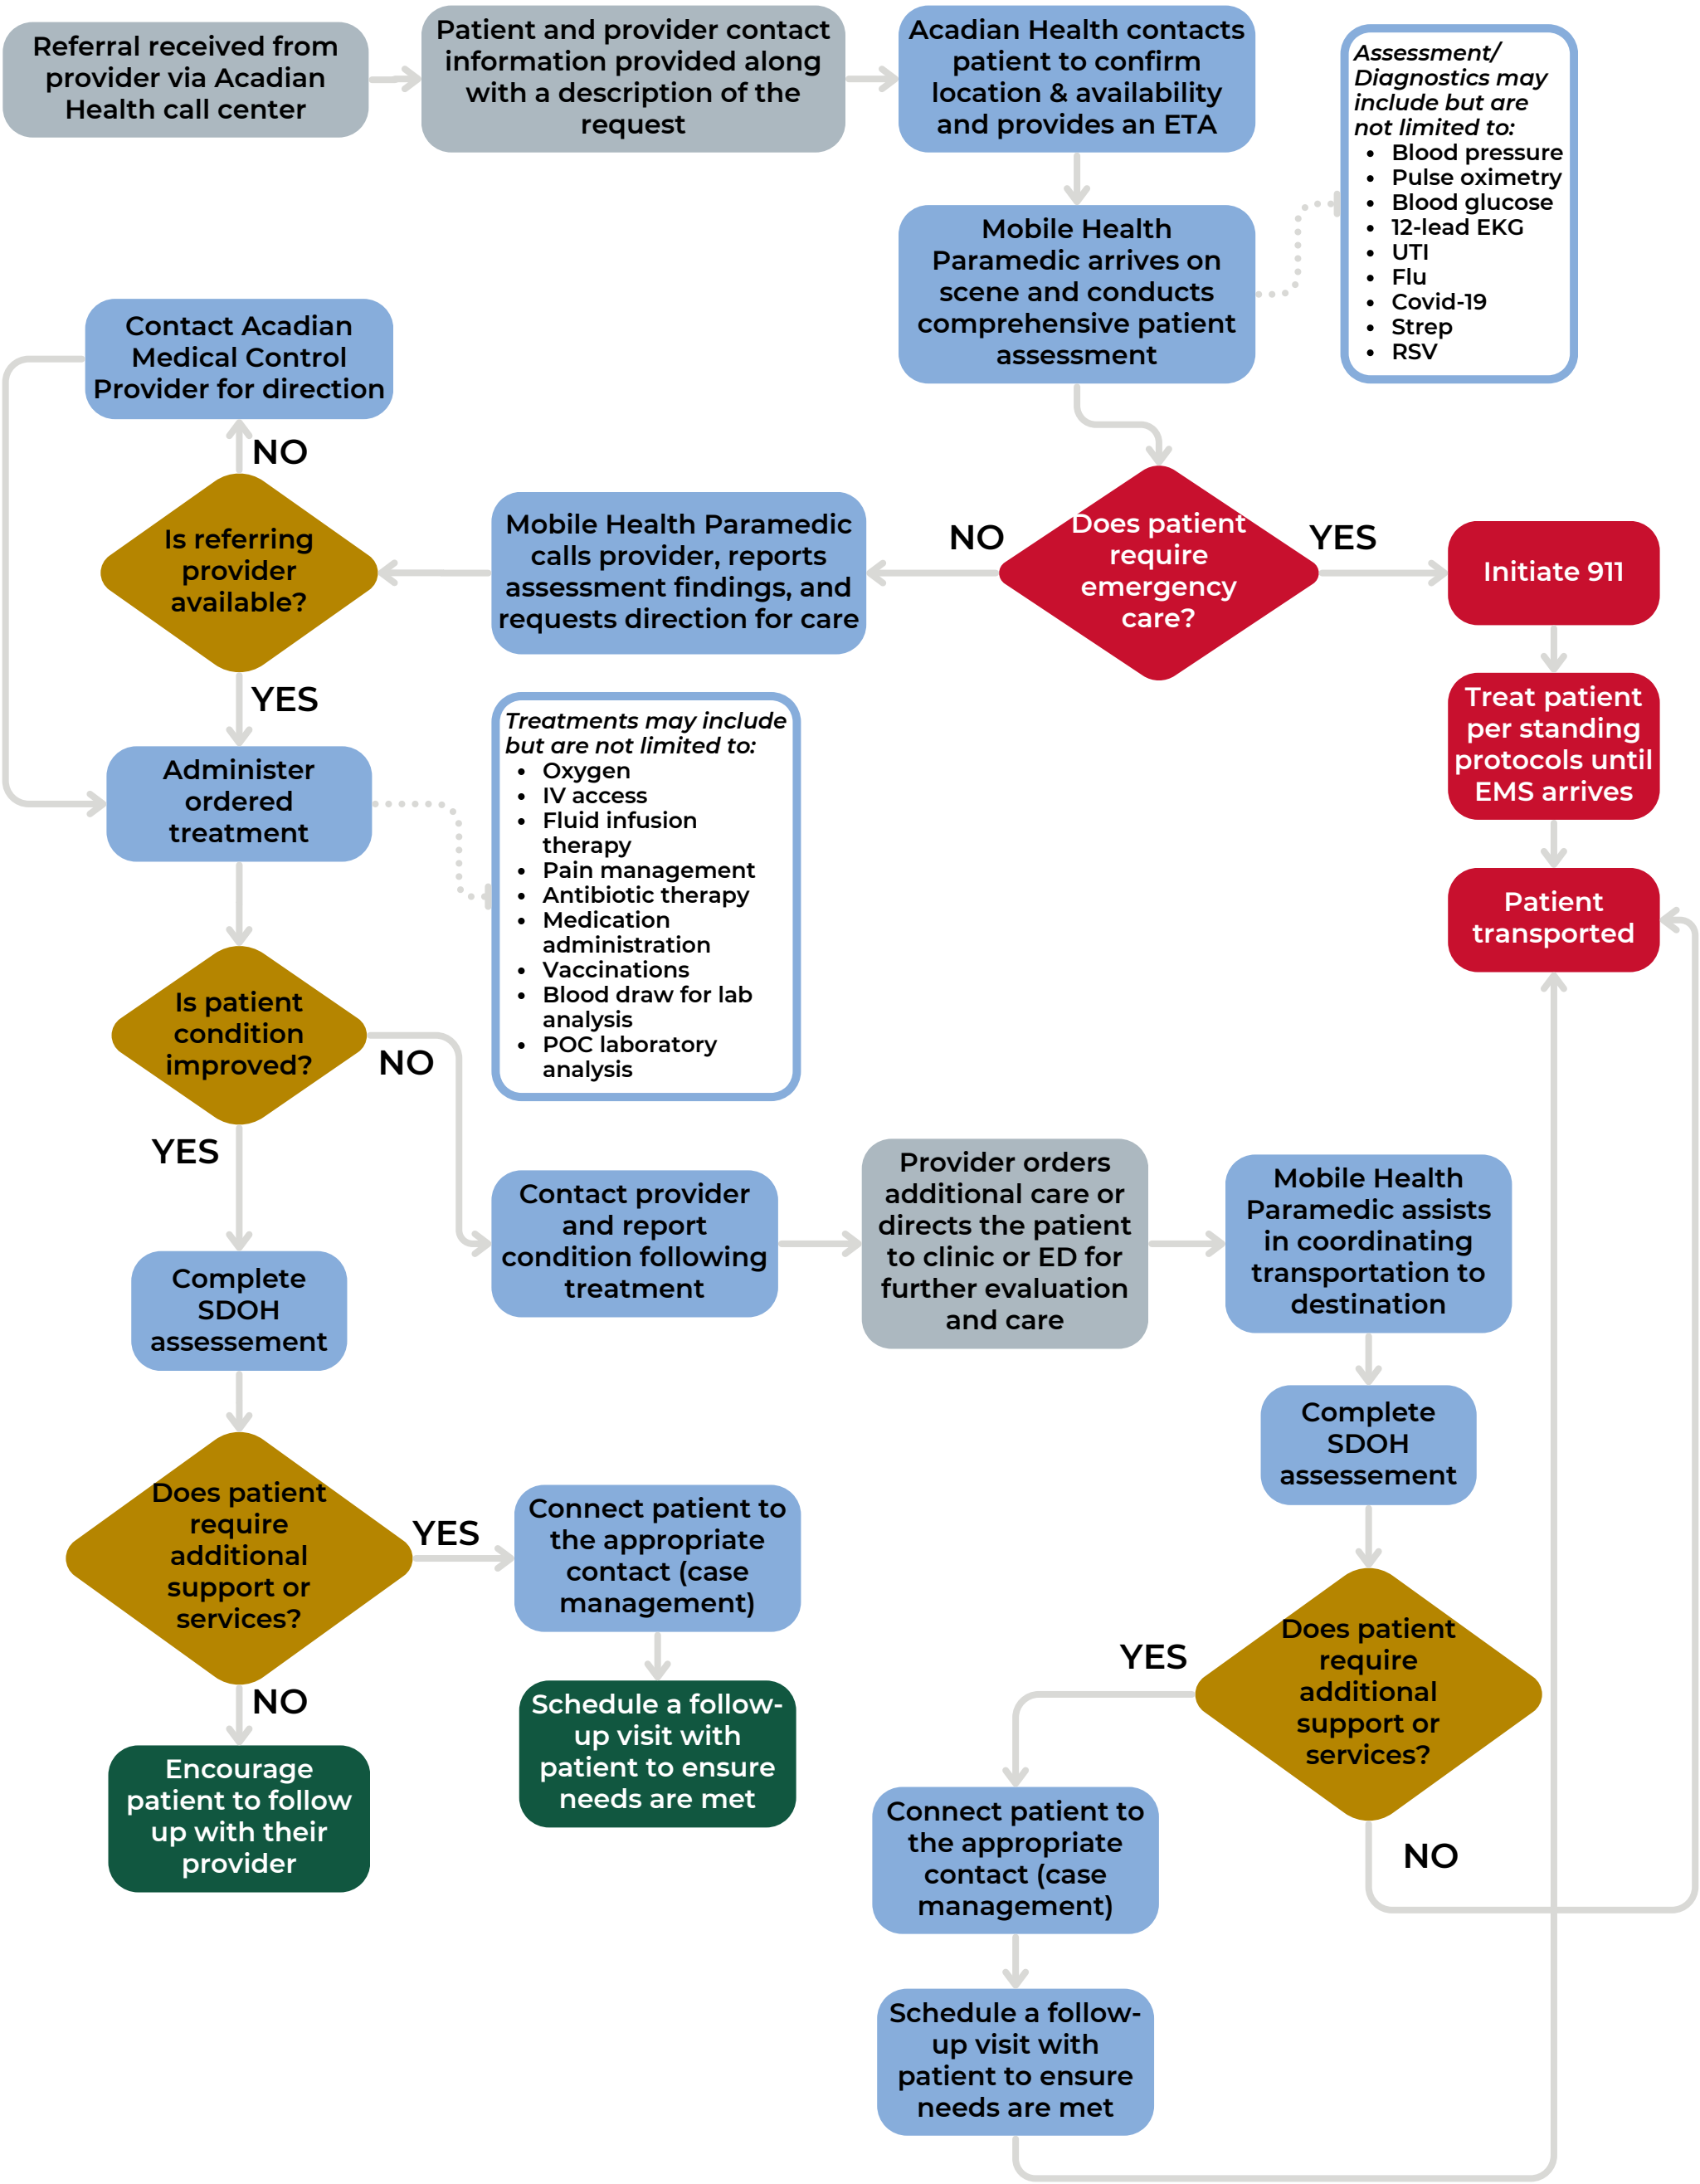 Referral received from
provider via Acadian
Health call center
Patient and provider contact
information provided along
with a description of the
request
Acadian Health contacts
patient to confirm
location & availability
and provides an ETA
Assessment/
Diagnostics may
include but are
not limited to:
• Blood pressure
• Pulse oximetry
• Blood glucose
• 12-lead EKG
• UTI
• Flu
• Covid-19
• Strep
• RSV
Mobile Health
Paramedic arrives on
scene and conducts
comprehensive patient
assessment
Does patient
require
emergency
care?
YES
Initiate 911
Treat patient
per standing
protocols until
EMS arrives
Patient
transported
NO
Mobile Health Paramedic
calls provider, reports
assessment findings, and
requests direction for care
Is referring
provider
available?
NO
Contact Acadian
Medical Control
Provider for direction
YES
Administer
ordered
treatment
Treatments may include
but are not limited to:
• Oxygen
• IV access
• Fluid infusion
therapy
• Pain management
• Antibiotic therapy
• Medication
administration
• Vaccinations
• Blood draw for lab
analysis
• POC laboratory
analysis
Is patient
condition
improved?
NO
Contact provider
and report
condition following
treatment
Provider orders
additional care or
directs the patient
to clinic or ED for
further evaluation
and care
Mobile Health
Paramedic assists
in coordinating
transportation to
destination
Complete
SDOH
assessement
Does patient
require
additional
support or
services?
YES
Connect patient to
the appropriate
contact (case
management)
Schedule a follow-
up visit with
patient to ensure
needs are met
NO
YES
Complete
SDOH
assessement
Does patient
require
additional
support or
services?
YES
Connect patient to
the appropriate
contact (case
management)
Schedule a follow-
up visit with
patient to ensure
needs are met
NO
Encourage
patient to follow
up with their
provider